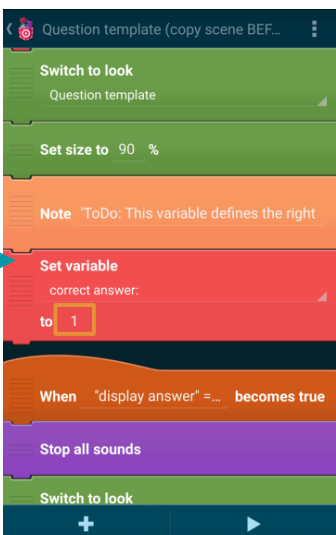 Question template (copy scene BEF...
Switch to look
Question template
Set size to 90 %
Note 'ToDo: This variable defines the right
Set variable
correct answer:
to 1
When "display answer" =... becomes true
Stop all sounds
Switch to look